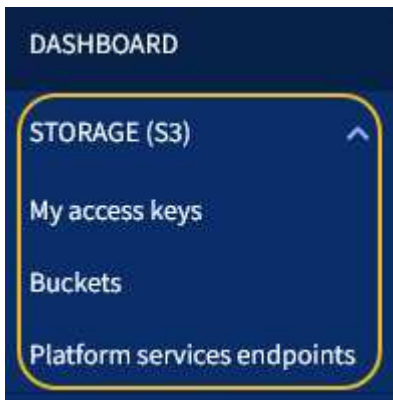 DASHBOARD
STORAGE (S3)
My access keys
Buckets
Platform services endpoints